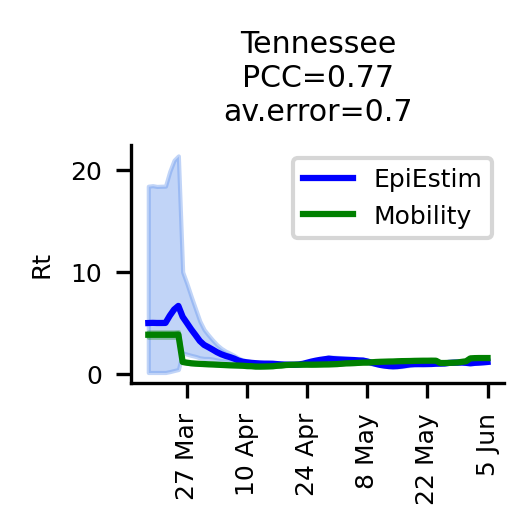 Tennessee
PCC=0.77
av.error=0.7
EpiEstim
Mobility
Rt
20
10
0
27 Mar
10 Apr
24 Apr
8 May
22 May
5 Jun